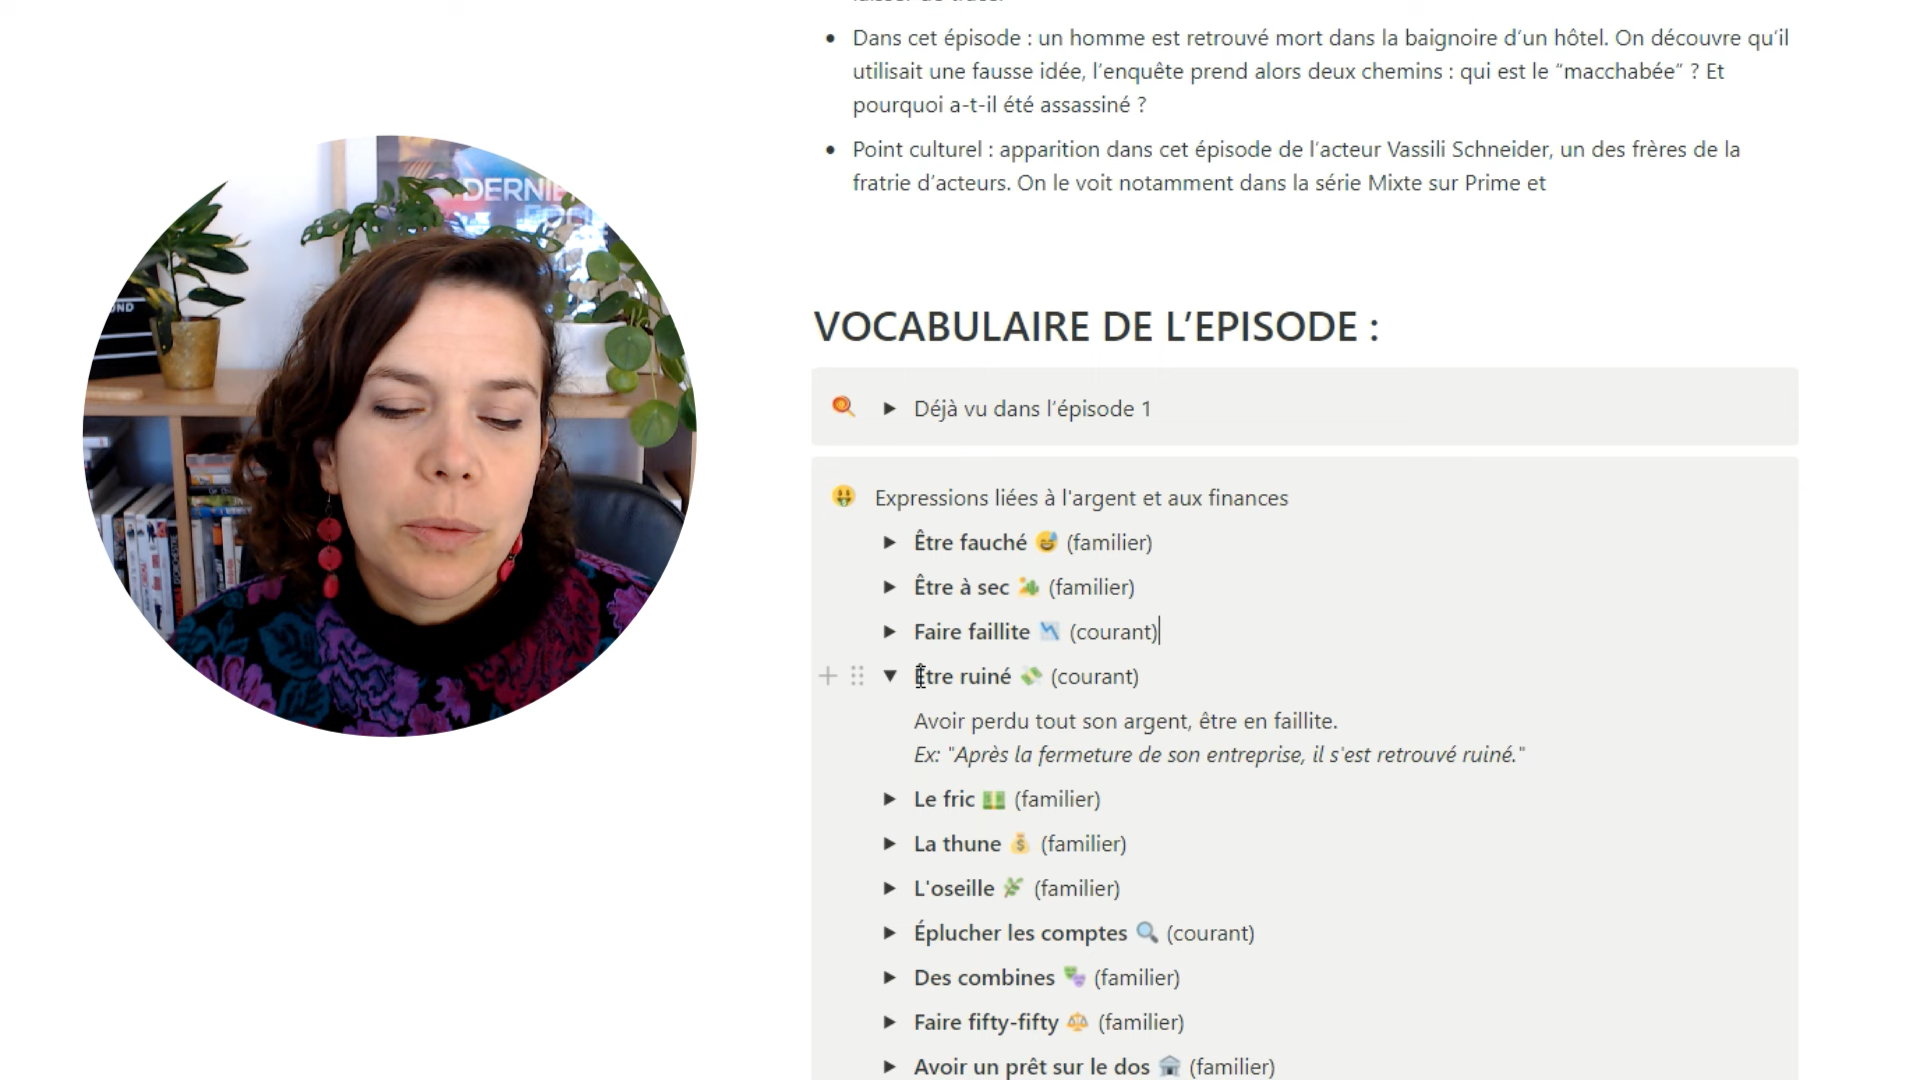 Dans cet épisode : un homme est retrouvé mort dans la baignoire d’un hôtel. On découvre qu’il
utilisait une fausse idée, l’enquête prend alors deux chemins : qui est le “macchabée” ? Et
pourquoi a-t-il été assassiné ?
Point culturel : apparition dans cet épisode de l’acteur Vassili Schneider, un des frères de la
fratrie d’acteurs. On le voit notamment dans la série Mixte sur Prime et
VOCABULAIRE DE L’EPISODE :
Déjà vu dans l’épisode 1
Expressions liées à l'argent et aux finances
Être fauché 😅 (familier)
Être à sec 🏜️ (familier)
Faire faillite 📉 (courant)
Être ruiné 💸 (courant)
Avoir perdu tout son argent, être en faillite.
Ex: "Après la fermeture de son entreprise, il s'est retrouvé ruiné."
Le fric 💵 (familier)
La thune 💰 (familier)
L'oseille 🌿 (familier)
Éplucher les comptes 🔍 (courant)
Des combines 🎭 (familier)
Faire fifty-fifty ⚖️ (familier)
Avoir un prêt sur le dos 🏦 (familier)